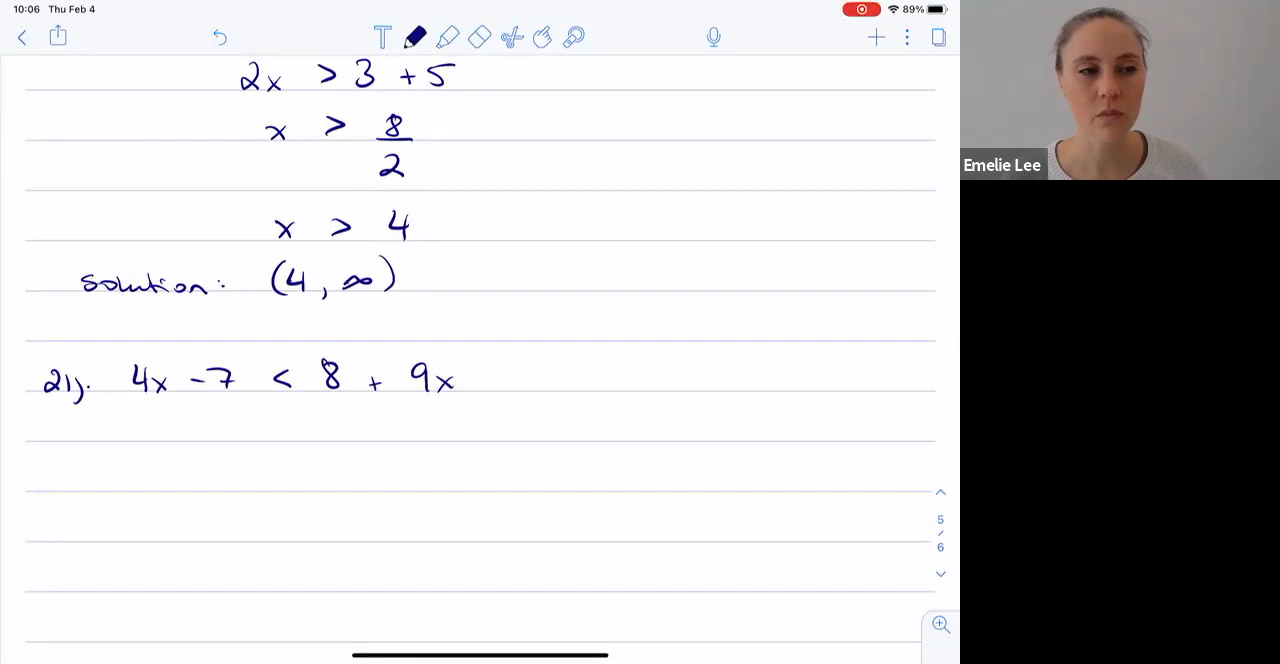 10:06 Thu Feb 4
89%
T
2x > 3 + 5
x > 8/2
x > 4
solution: (4, ∞)
21). 4x - 7 < 8 + 9x
5
/
6
Emelie Lee